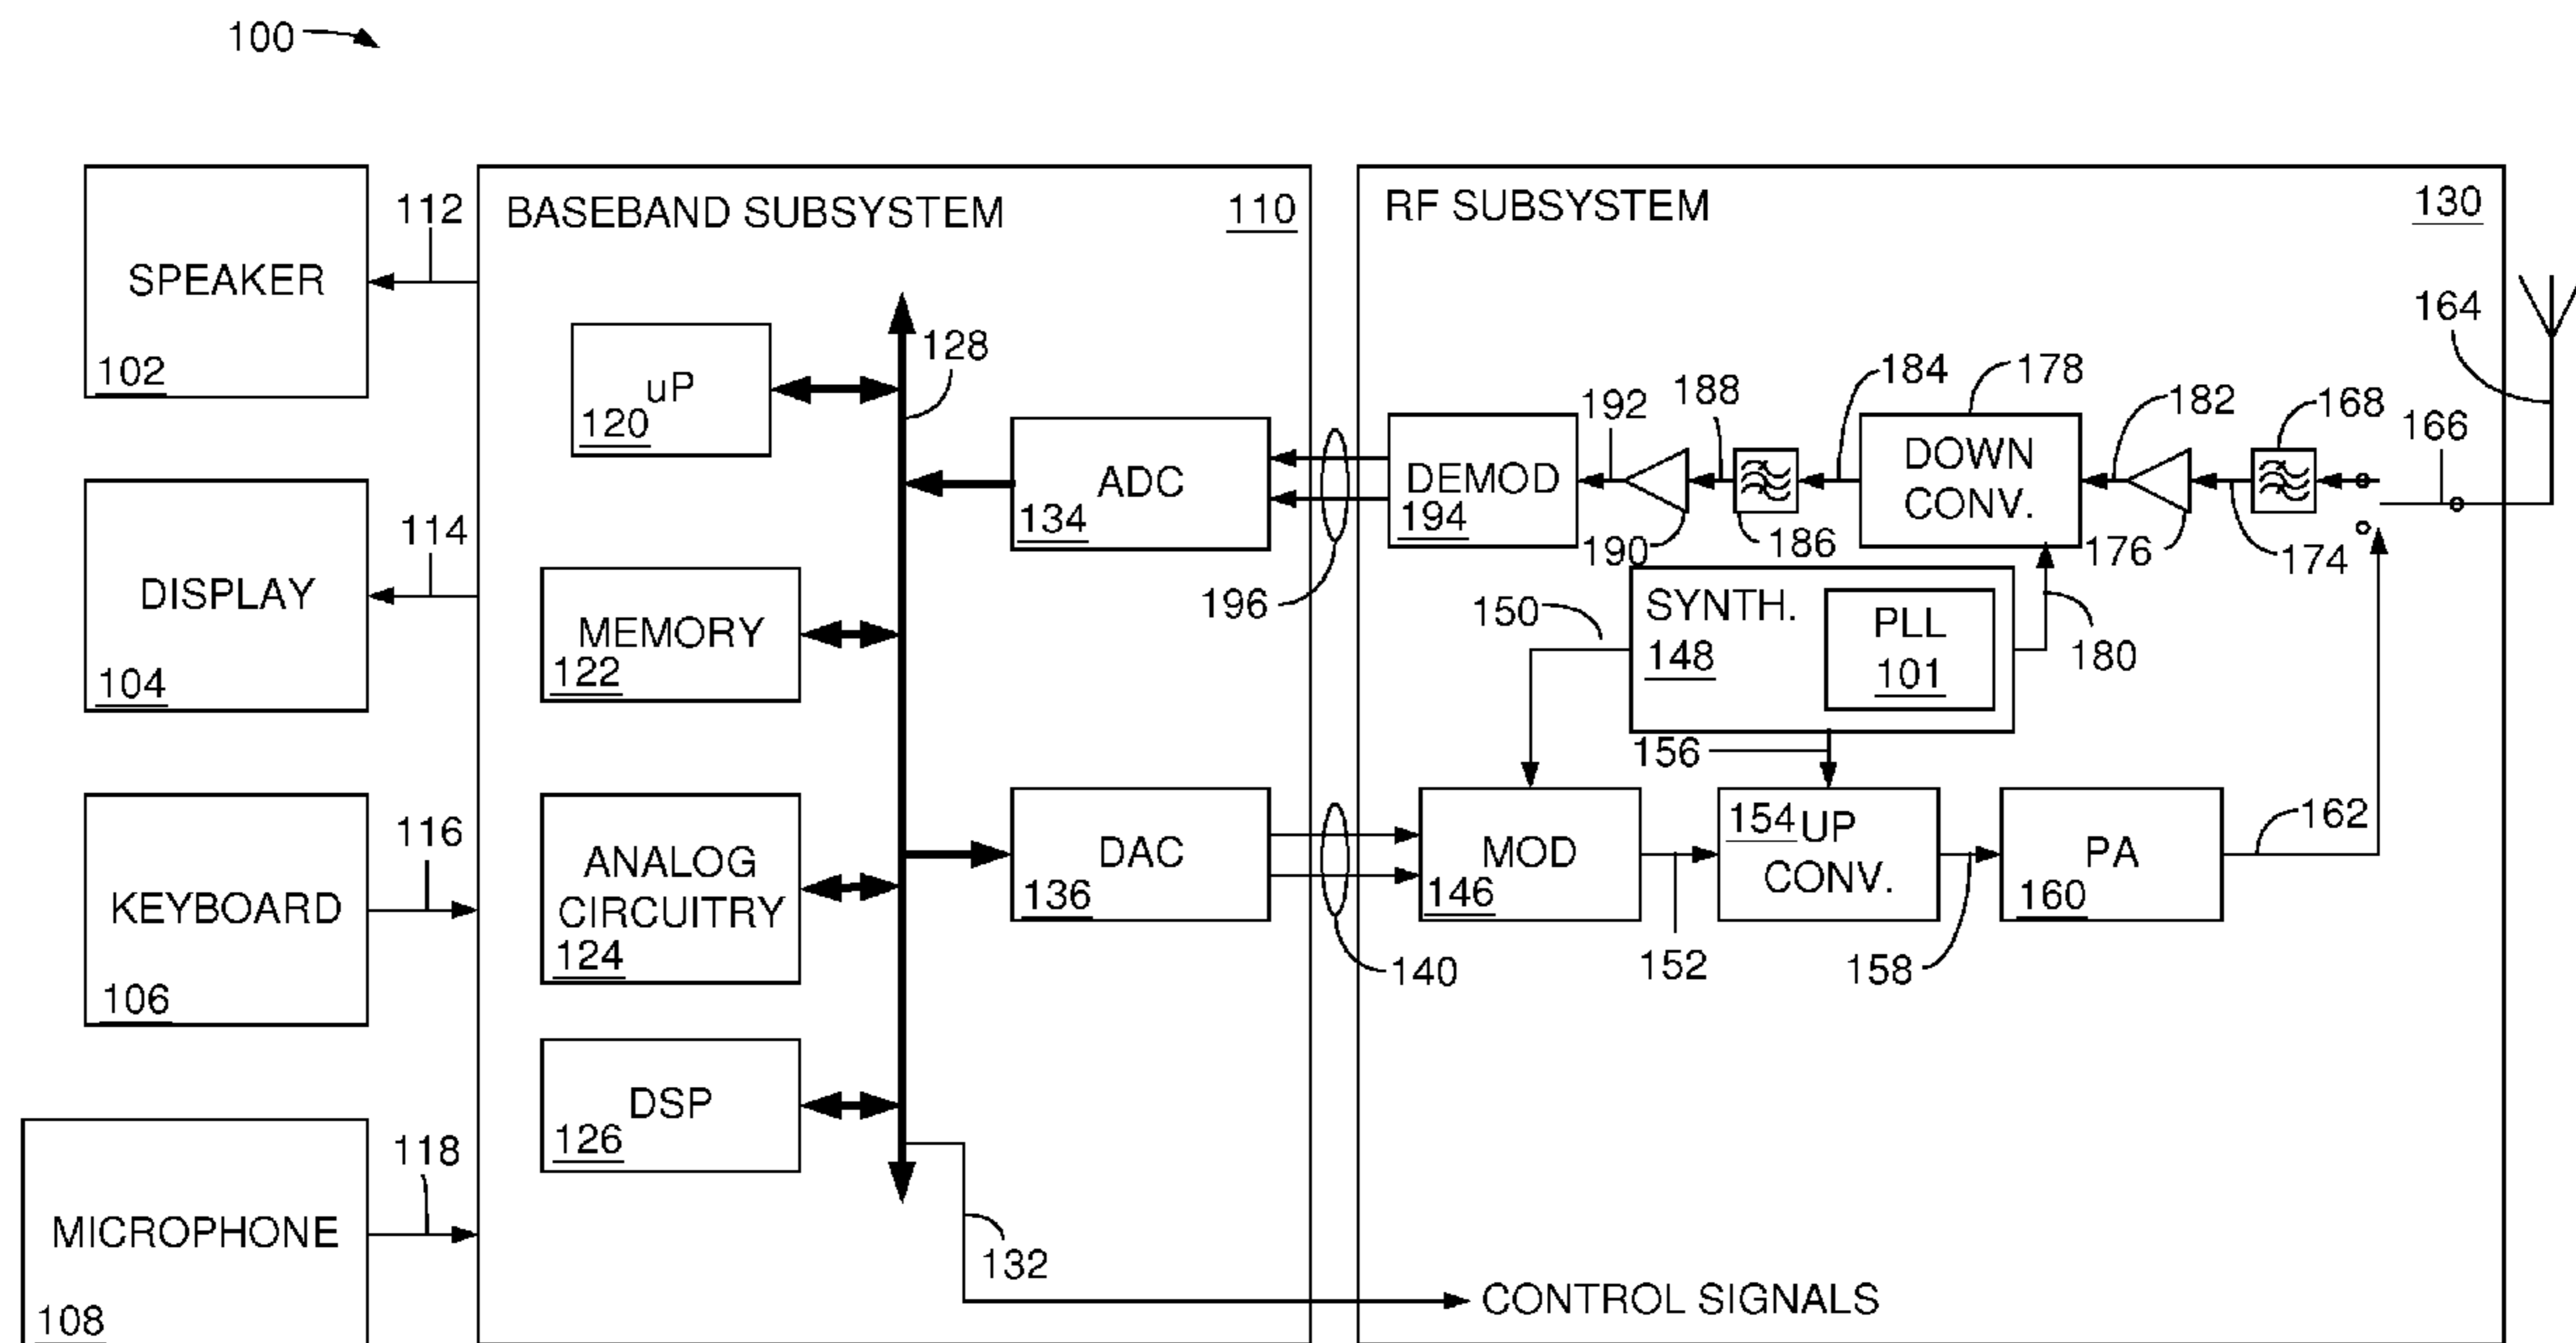 100
SPEAKER
102
112
DISPLAY
104
114
KEYBOARD
106
116
MICROPHONE
108
118
BASEBAND SUBSYSTEM
110
uP
120
128
MEMORY
122
ANALOG
CIRCUITRY
124
DSP
126
ADC
134
DAC
136
132
196
140
RF SUBSYSTEM
130
DEMOD
194
192
190
188
186
184
178
DOWN
CONV.
182
176
168
174
166
164
150
SYNTH.
148
PLL
101
180
156
MOD
146
152
154 UP
CONV.
158
PA
160
162
CONTROL SIGNALS